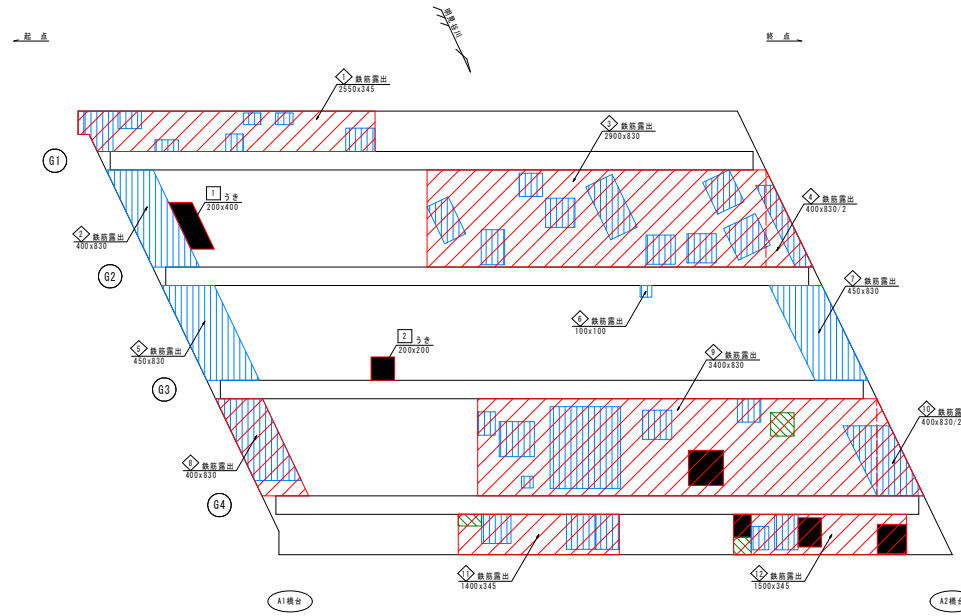 起 点
明見谷川
終 点
1 鉄筋露出
2550x345
3 鉄筋露出
2900x830
G1
1 うき
200x400
4 鉄筋露出
400x830/2
2 鉄筋露出
400x830
G2
7 鉄筋露出
450x830
6 鉄筋露出
100x100
5 鉄筋露出
450x830
2 うき
200x200
9 鉄筋露出
3400x830
G3
10 鉄筋露出
400x830/2
8 鉄筋露出
400x830
G4
11 鉄筋露出
1400x345
12 鉄筋露出
1500x345
A1橋台
A2橋台